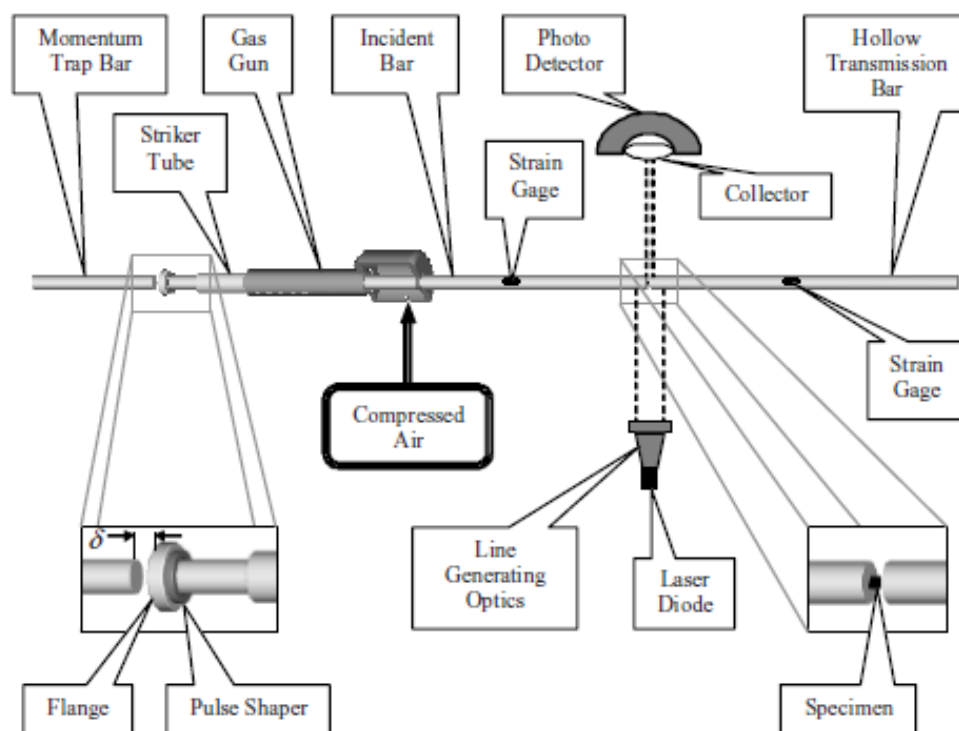 Momentum
Trap Bar
Gas
Gun
Incident
Bar
Photo
Detector
Hollow
Transmission
Bar
Striker
Tube
Strain
Gage
Collector
Strain
Gage
Compressed
Air
δ
Line
Generating
Optics
Laser
Diode
Flange
Pulse Shaper
Specimen